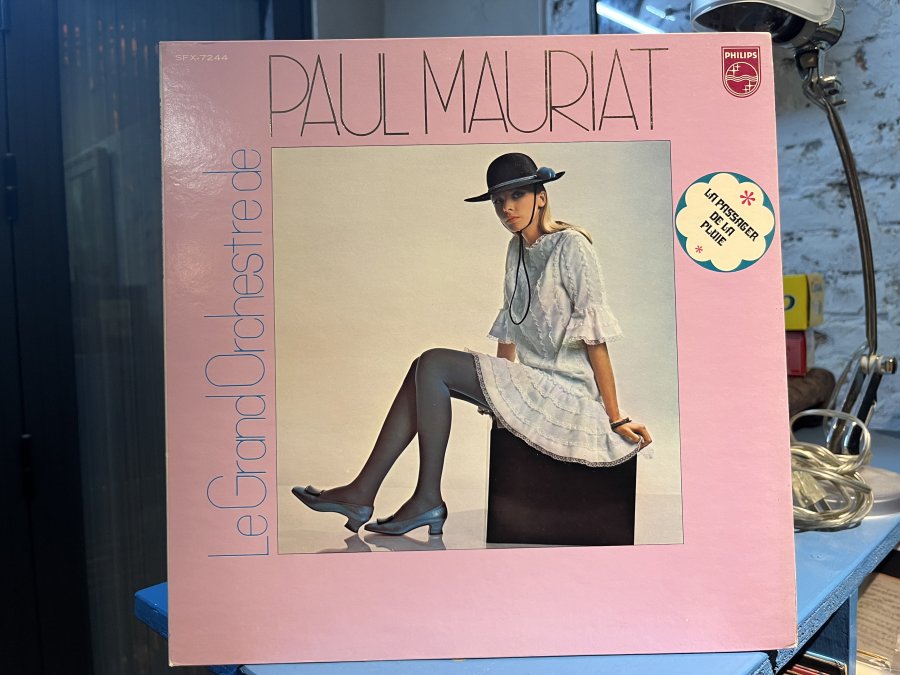 SFX-7244
PAUL MAURIAT
PHILIPS
Le Grand Orchestre de
LA PASSAGER
DE LA
PLUIE